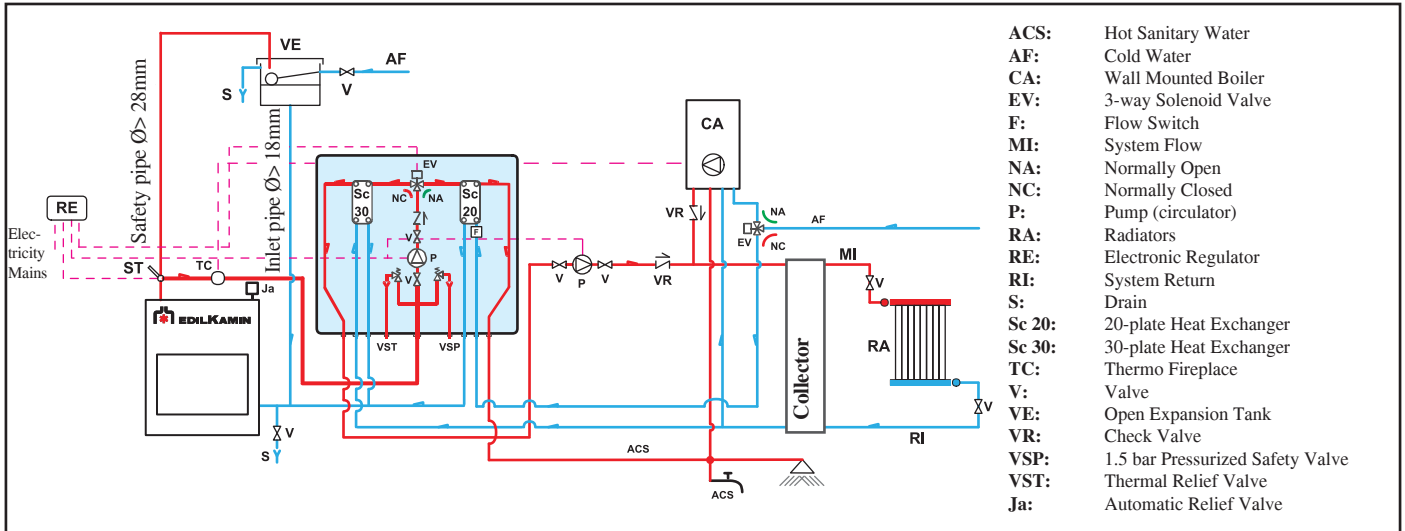 VE
AF
V
S
Safety pipe Ø> 28mm
Inlet pipe Ø> 18mm
CA
EV
NC
NA
Sc
30
Sc
20
F
V
P
V
VST
VSP
RE
Elec-
tricity
Mains
ST
TC
Ja
EDILKAMIN
V
S
VR
NA
EV
NC
AF
V
P
V
VR
MI
V
RA
V
RI
Collector
ACS
ACS
ACS: Hot Sanitary Water
AF: Cold Water
CA: Wall Mounted Boiler
EV: 3-way Solenoid Valve
F: Flow Switch
MI: System Flow
NA: Normally Open
NC: Normally Closed
P: Pump (circulator)
RA: Radiators
RE: Electronic Regulator
RI: System Return
S: Drain
Sc 20: 20-plate Heat Exchanger
Sc 30: 30-plate Heat Exchanger
TC: Thermo Fireplace
V: Valve
VE: Open Expansion Tank
VR: Check Valve
VSP: 1.5 bar Pressurized Safety Valve
VST: Thermal Relief Valve
Ja: Automatic Relief Valve